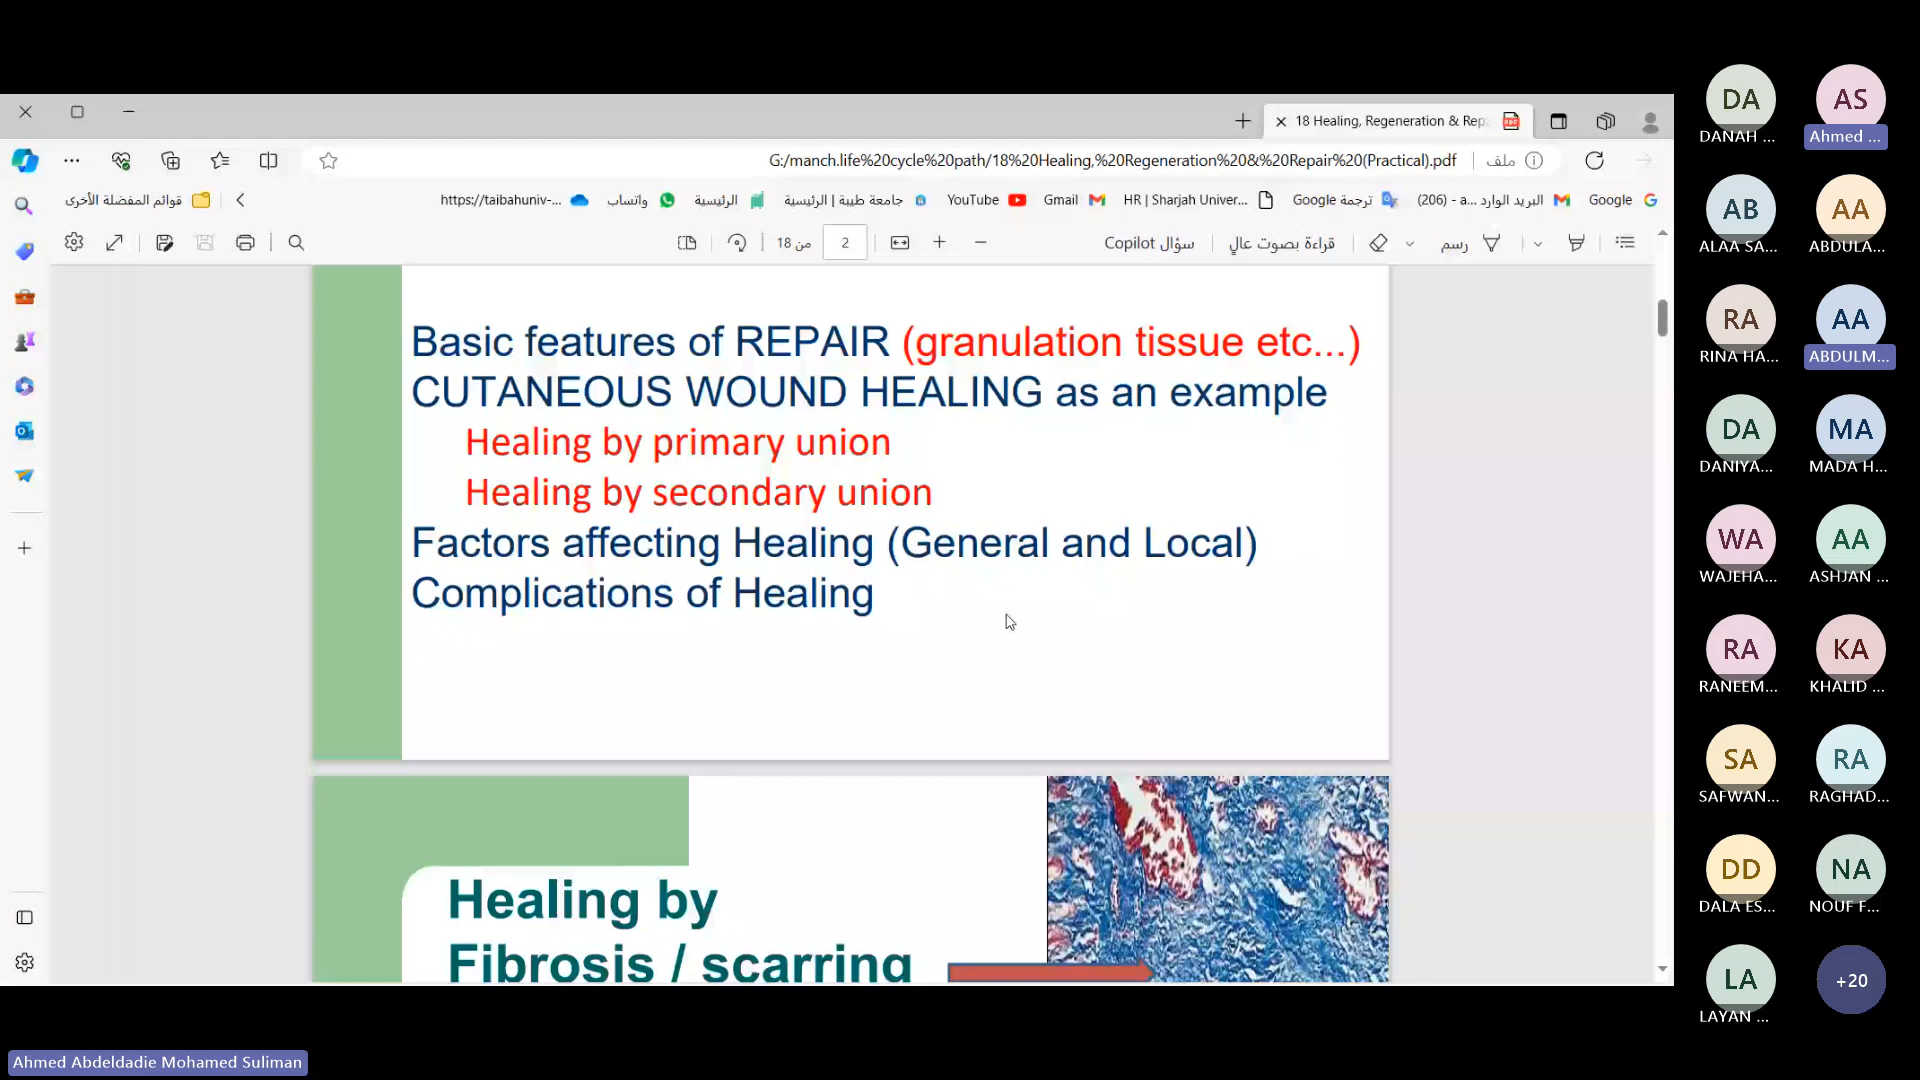 18 Healing, Regeneration & Rep
G:/manch.life%20cycle%20path/18%20Healing,%20Regeneration%20&%20Repair%20(Practical).pdf
ملف
قوائم المفضلة الأخرى
https://taibahuniv-...
واتساب
الرئيسية
جامعة طيبة | الرئيسية
YouTube
Gmail
HR | Sharjah Univer...
ترجمة Google
البريد الوارد (206) - a...
Google
من 18
2
سؤال Copilot
قراءة بصوت عالٍ
رسم
Basic features of REPAIR (granulation tissue etc...)
CUTANEOUS WOUND HEALING as an example
Healing by primary union
Healing by secondary union
Factors affecting Healing (General and Local)
Complications of Healing
Healing by
Fibrosis / scarring
DA
DANAH ...
AS
Ahmed ...
AB
ALAA SA...
AA
ABDULA...
RA
RINA HA...
AA
ABDULM...
DA
DANIYA...
MA
MADA H...
WA
WAJEHA...
AA
ASHJAN ...
RA
RANEEM...
KA
KHALID ...
SA
SAFWAN...
RA
RAGHAD...
DD
DALA ES...
NA
NOUF F...
LA
LAYAN ...
+20
Ahmed Abdeldadie Mohamed Suliman